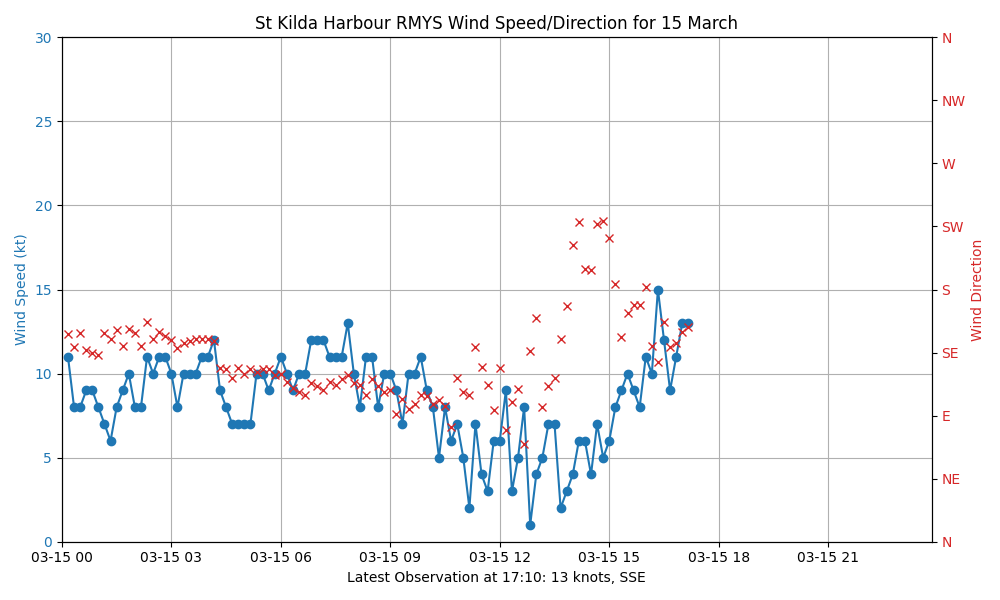 St Kilda Harbour RMYS Wind Speed/Direction for 15 March
Wind Speed (kt)
30
25
20
15
10
5
0
N
NW
W
SW
S
SE
E
NE
N
Wind Direction
03-15 00
03-15 03
03-15 06
03-15 09
03-15 12
03-15 15
03-15 18
03-15 21
Latest Observation at 17:10: 13 knots, SSE